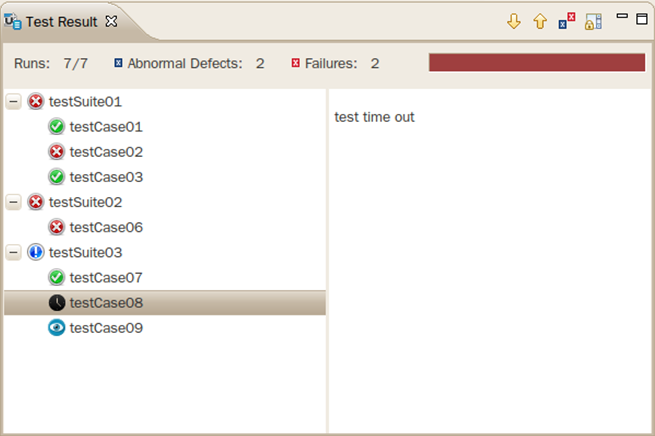 Test Result
Runs: 7/7 Abnormal Defects: 2 Failures: 2
testSuite01
testCase01
testCase02
testCase03
testSuite02
testCase06
testSuite03
testCase07
testCase08
testCase09
test time out